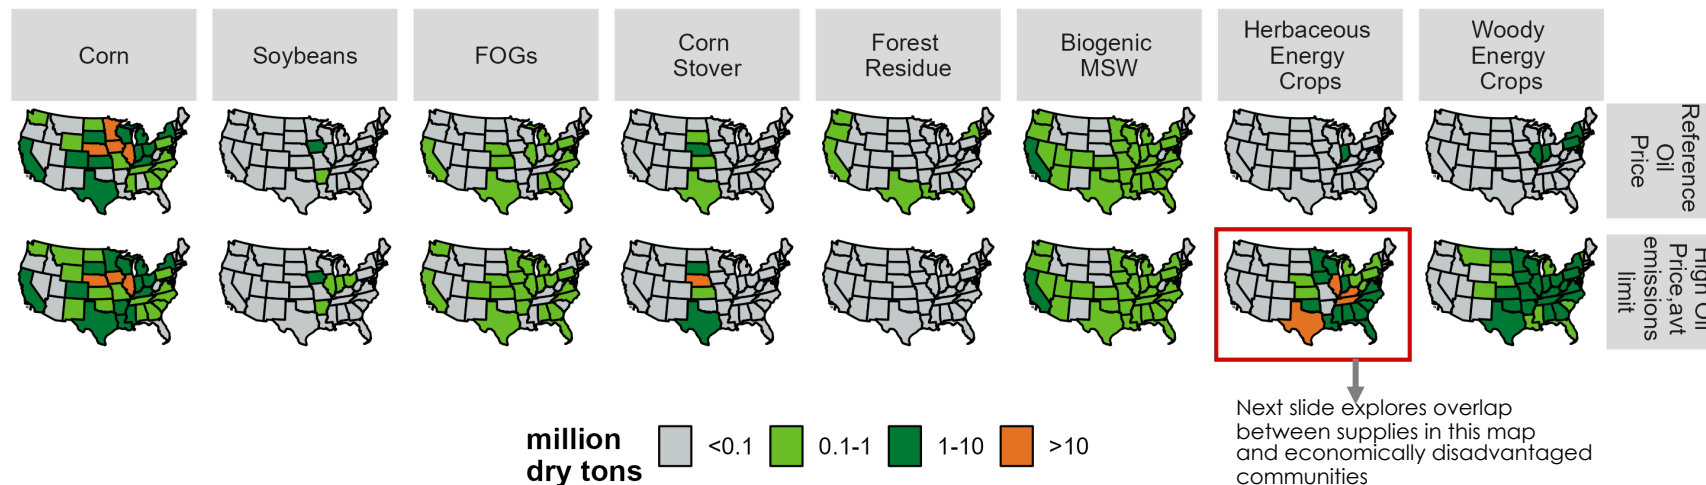 Corn
Soybeans
FOGs
Corn
Stover
Forest
Residue
Biogenic
MSW
Herbaceous
Energy
Crops
Woody
Energy
Crops
Reference
Oil
Price
High Oil
Price,avt
emissions
limit
million
dry tons
<0.1
0.1-1
1-10
>10
Next slide explores overlap
between supplies in this map
and economically disadvantaged
communities